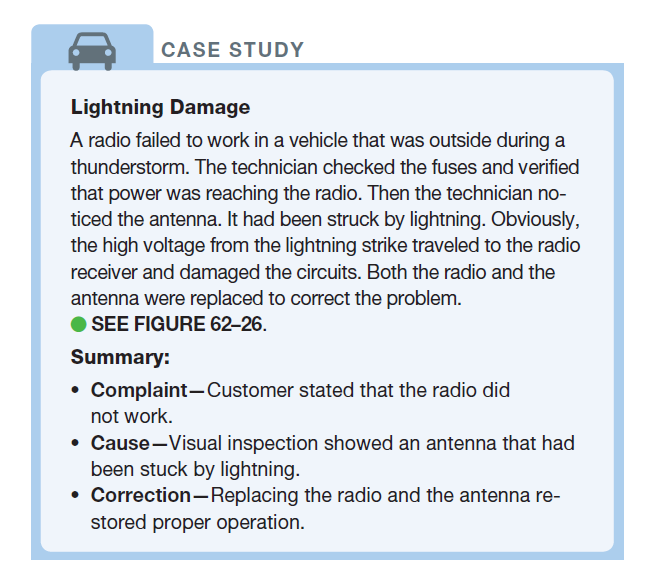 CASE STUDY
Lightning Damage
A radio failed to work in a vehicle that was outside during a
thunderstorm. The technician checked the fuses and verified
that power was reaching the radio. Then the technician no-
ticed the antenna. It had been struck by lightning. Obviously,
the high voltage from the lightning strike traveled to the radio
receiver and damaged the circuits. Both the radio and the
antenna were replaced to correct the problem.
● SEE FIGURE 62–26.
Summary:
• Complaint—Customer stated that the radio did
not work.
• Cause—Visual inspection showed an antenna that had
been stuck by lightning.
• Correction—Replacing the radio and the antenna re-
stored proper operation.